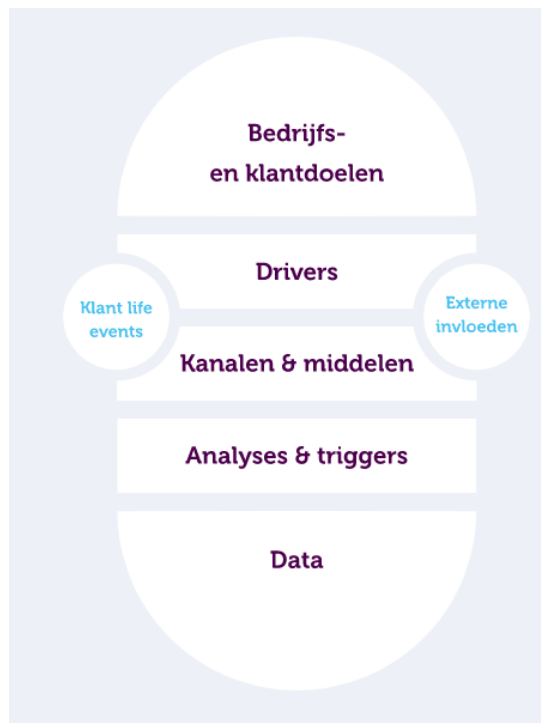 Bedrijfs-
en klantdoelen
Drivers
Klant life
events
Externe
invloeden
Kanalen & middelen
Analyses & triggers
Data